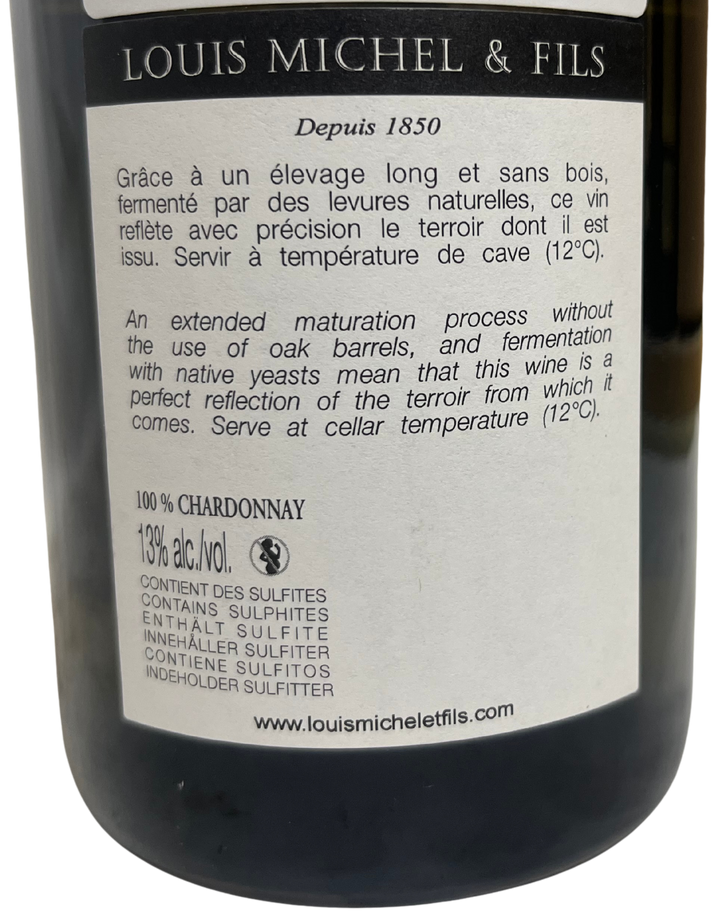 LOUIS MICHEL & FILS
Depuis 1850
Grâce à un élevage long et sans bois,
fermenté par des levures naturelles, ce vin
reflète avec précision le terroir dont il est
issu. Servir à température de cave (12°C).
An extended maturation process without
the use of oak barrels, and fermentation
with native yeasts mean that this wine is a
perfect reflection of the terroir from which it
comes. Serve at cellar temperature (12°C).
100 % CHARDONNAY
13% alc./vol.
CONTIENT DES SULFITES
CONTAINS SULPHITES
ENTHÄLT SULFITE
INNEHÅLLER SULFITER
CONTIENE SULFITOS
INDEHOLDER SULFITTER
www.louismicheletfils.com